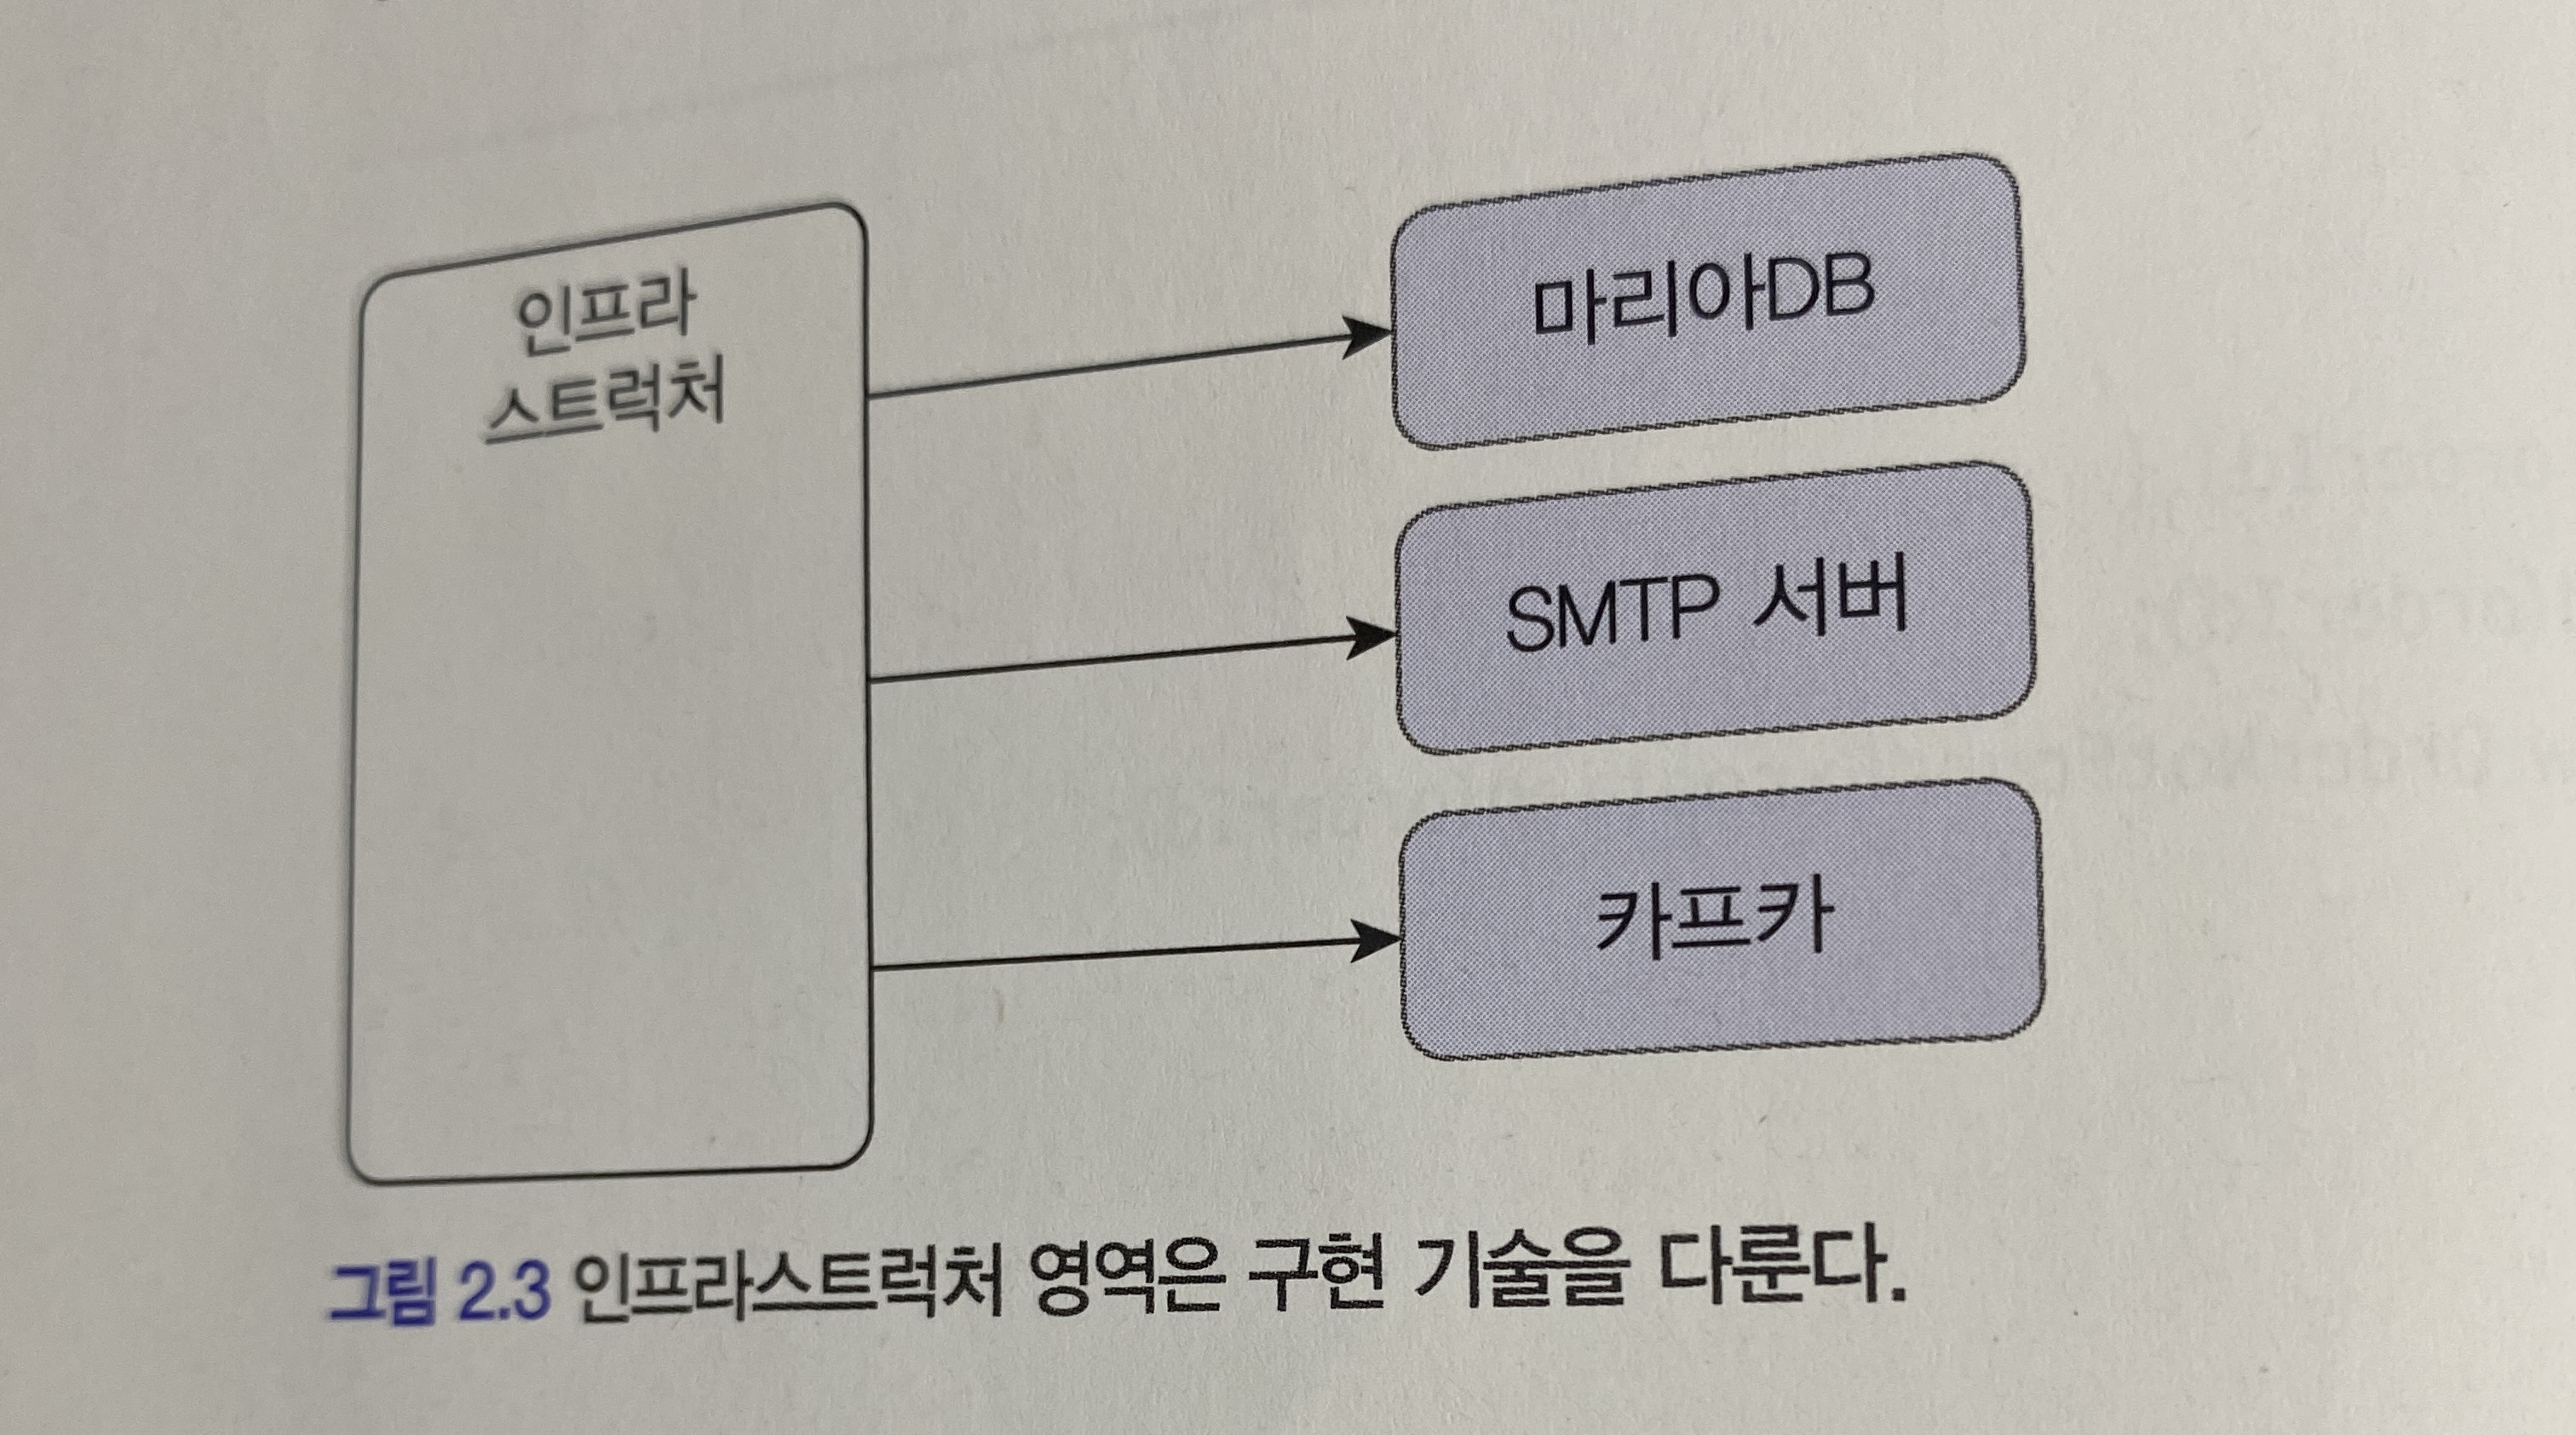 인프라
스트럭처
마리아DB
SMTP 서버
카프카
그림 2.3 인프라스트럭처 영역은 구현 기술을 다룬다.